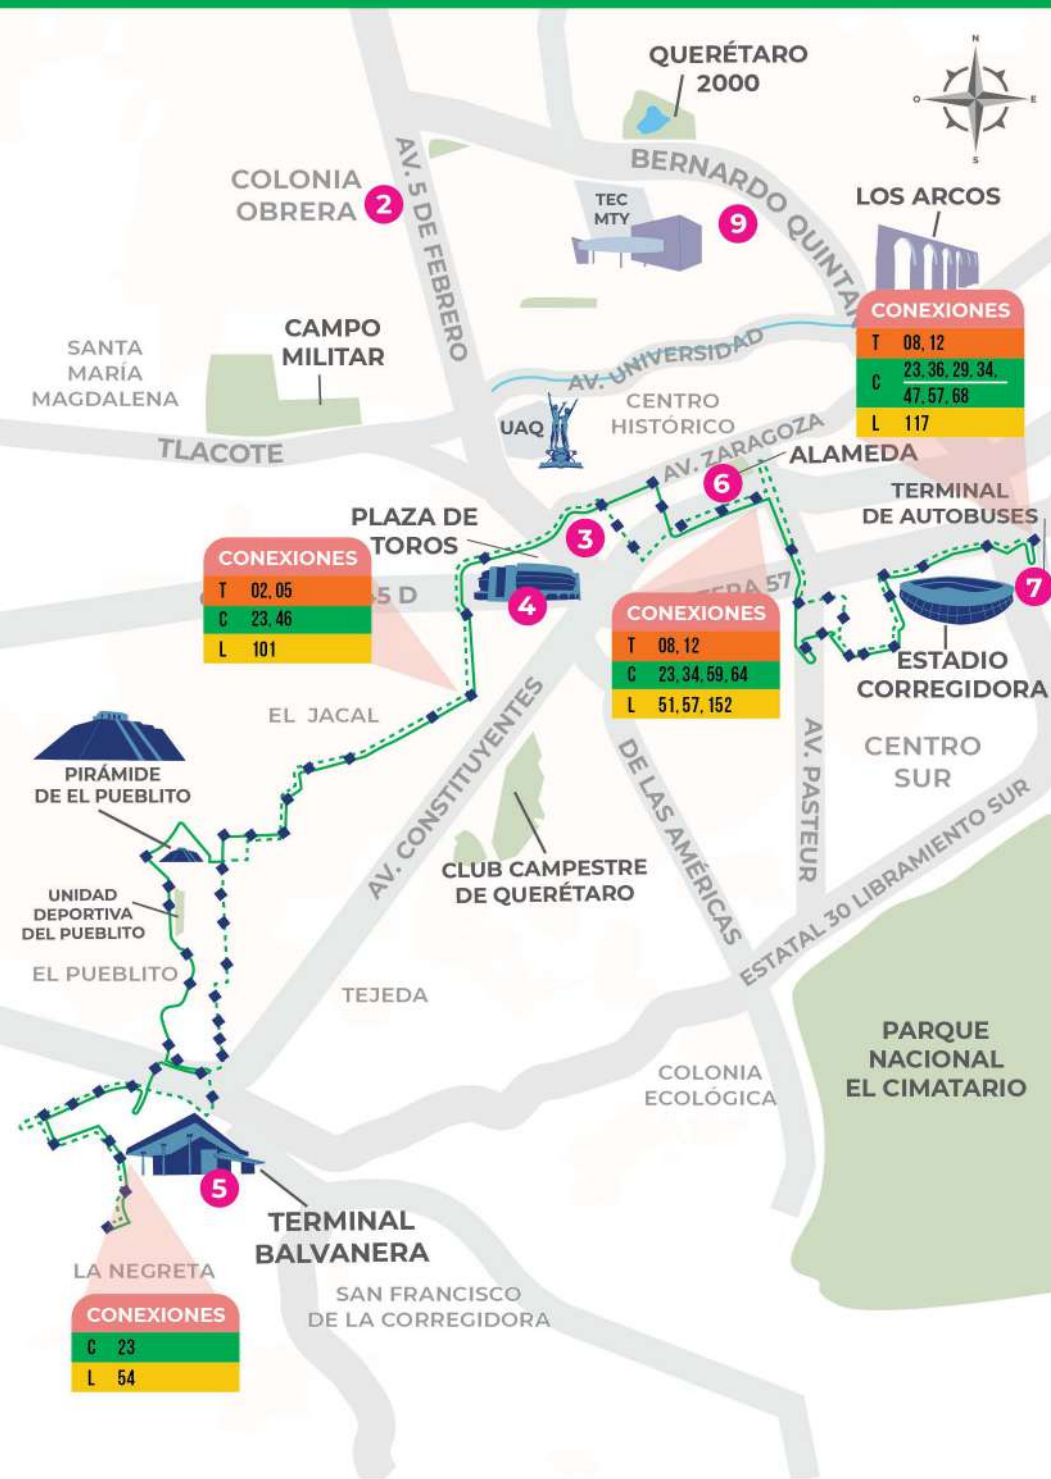 N
O
E
S
QUERÉTARO
2000
BERNARDO QUINTA
AV. 5 DE FEBRERO
COLONIA
OBRERA
2
TEC
MTY
9
LOS ARCOS
CONEXIONES
T 08, 12
C 23, 36, 29, 34,
47, 57, 68
L 117
CAMPO
MILITAR
SANTA
MARÍA
MAGDALENA
TLACOTE
AV. UNIVERSIDAD
CENTRO
HISTÓRICO
UAQ
AV. ZARAGOZA
ALAMEDA
6
TERMINAL
DE AUTOBUSES
7
PLAZA DE
TOROS
3
4
CONEXIONES
T 02, 05
C 23, 46
L 101
5 D
57
CONEXIONES
T 08, 12
C 23, 34, 59, 64
L 51, 57, 152
ESTADIO
CORREGIDORA
EL JACAL
CENTRO
SUR
PIRÁMIDE
DE EL PUEBLITO
AV. CONSTITUYENTES
DE LAS AMÉRICAS
AV. PASTEUR
ESTATAL 30 LIBRAMIENTO SUR
CLUB CAMPESTRE
DE QUERÉTARO
UNIDAD
DEPORTIVA
DEL PUEBLITO
EL PUEBLITO
TEJEDA
PARQUE
NACIONAL
EL CIMATARIO
COLONIA
ECOLÓGICA
5
TERMINAL
BALVANERA
LA NEGRETA
SAN FRANCISCO
DE LA CORREGIDORA
CONEXIONES
C 23
L 54